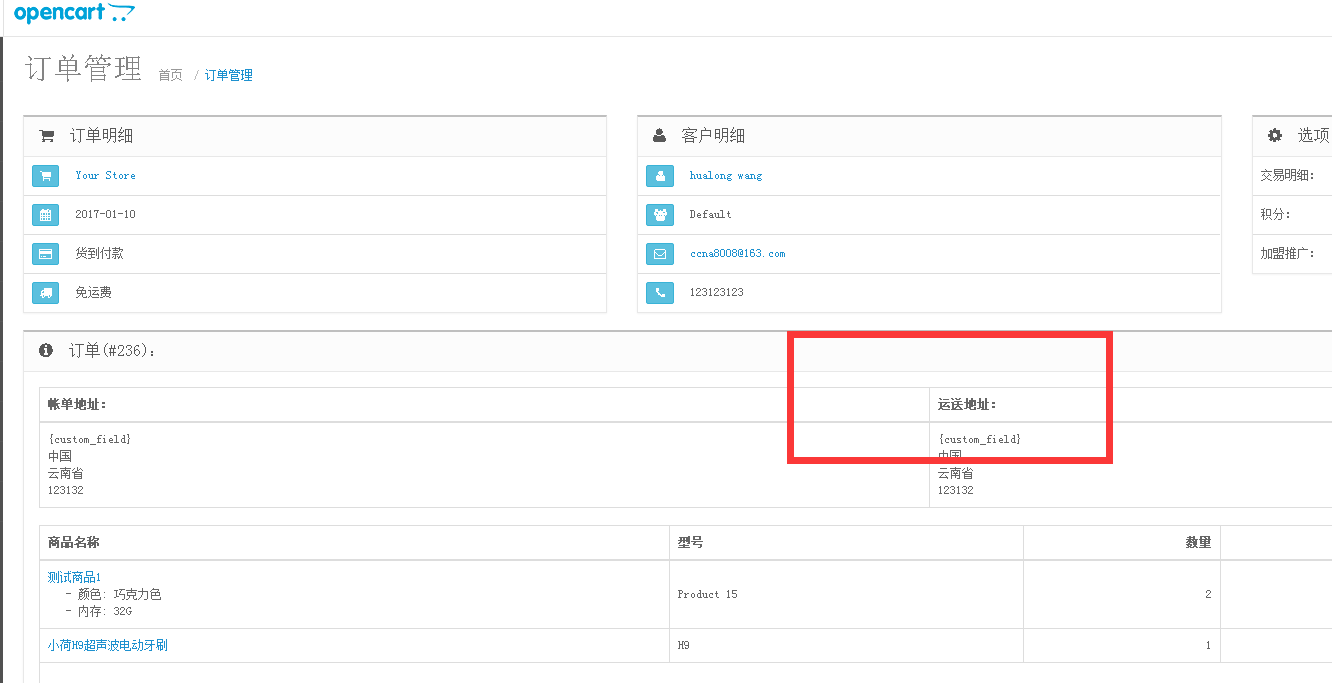 opencart
订单管理 首页 / 订单管理
订单明细
Your Store
2017-01-10
货到付款
免运费
客户明细
hualong wang
Default
ccna8008@163.com
123123123
选项
交易明细:
积分:
加盟推广:
订单(#236):
帐单地址: 运送地址:
{custom_field} {custom_field}
中国 中国
云南省 云南省
123132 123132
商品名称 型号 数量
测试商品1
- 颜色: 巧克力色 Product 15 2
- 内存: 32G
小荷H9超声波电动牙刷 H9 1